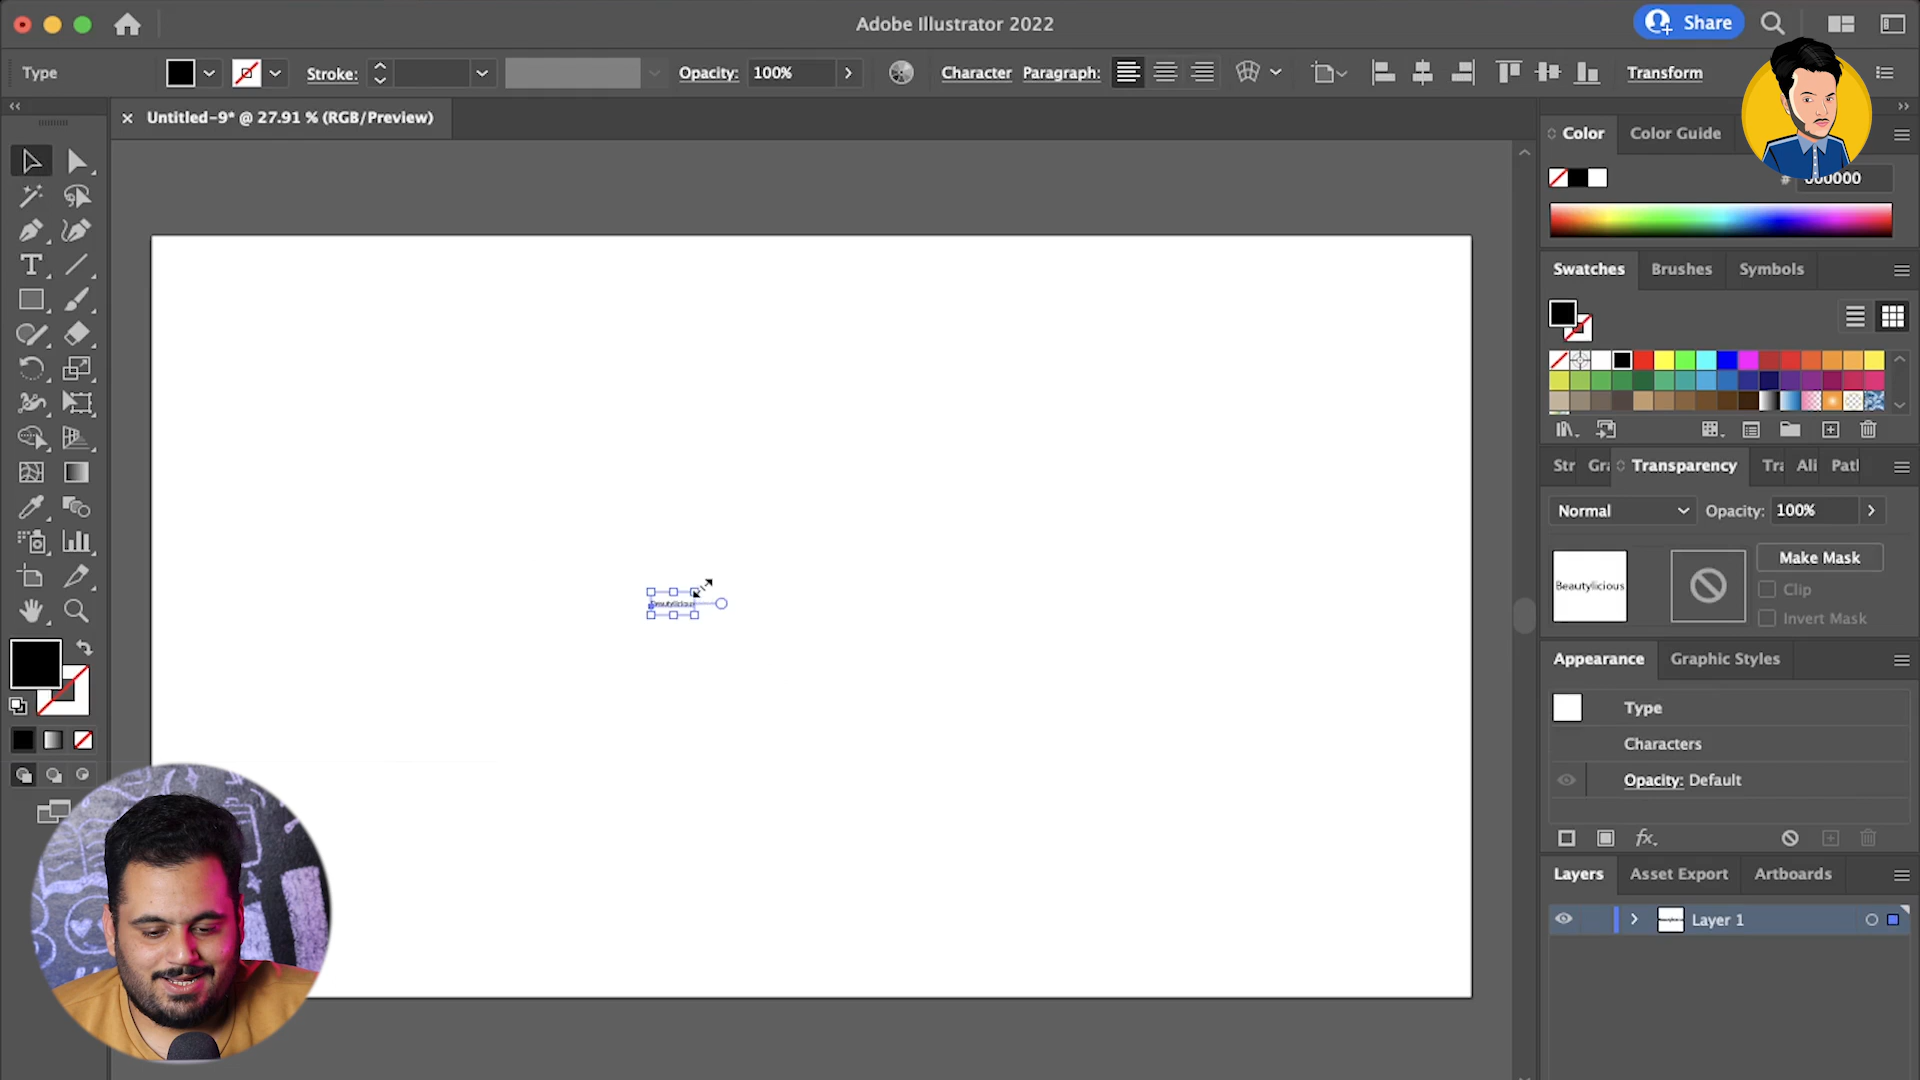 Adobe Illustrator 2022
Share
Type
Stroke:
Opacity: 100%
Character
Paragraph:
Transform
× Untitled-9* @ 27.91 % (RGB/Preview)
Color
Color Guide
# 000000
Swatches
Brushes
Symbols
Str
Gra
Transparency
Tra
Ali
Path
Normal
Opacity: 100%
Beautylicious
Make Mask
Clip
Invert Mask
Beautylicious
Appearance
Graphic Styles
Type
Characters
Opacity: Default
fx
Layers
Asset Export
Artboards
Layer 1